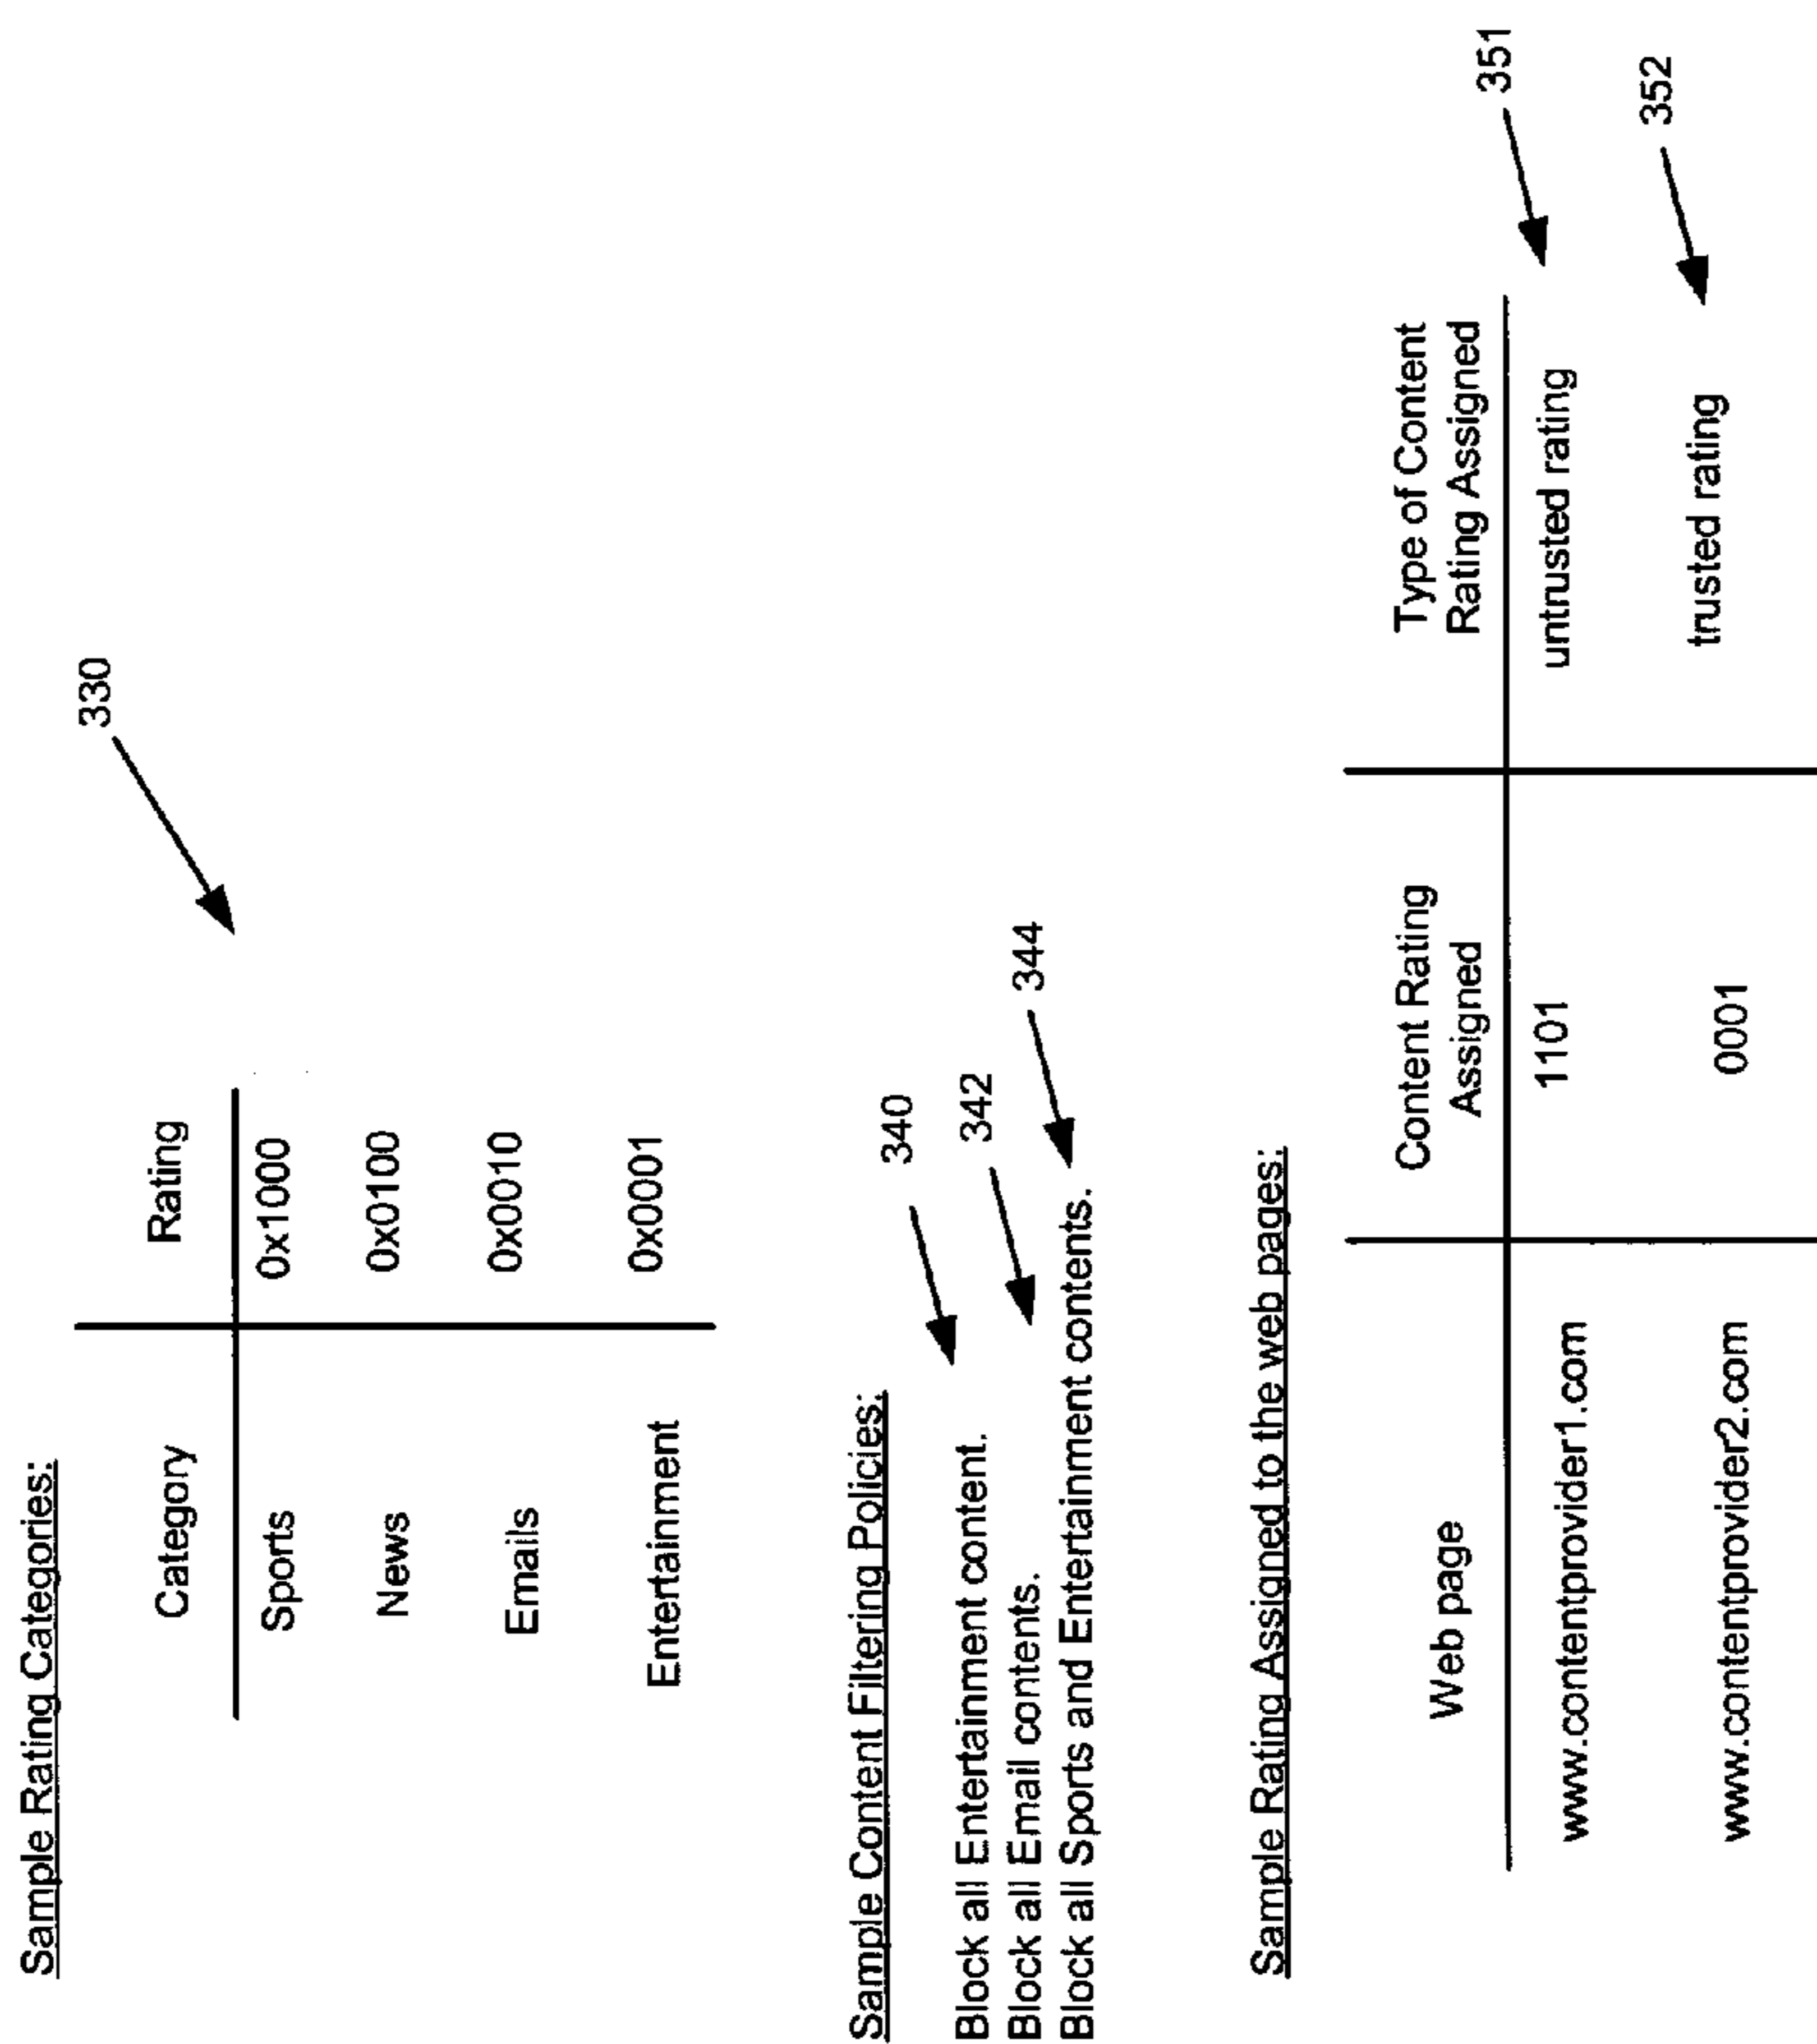 Sample Rating Categories:
330
Category Rating
Sports 0x1000
News 0x0100
Emails 0x0010
Entertainment 0x0001
Sample Content Filtering Policies:
340
Block all Entertainment content.
342
Block all Email contents.
344
Block all Sports and Entertainment contents.
Sample Rating Assigned to the web pages:
Web page Content Rating Assigned Type of Content Rating Assigned
351
www.contentprovider1.com 1101 untrusted rating
352
www.contentprovider2.com 0001 trusted rating